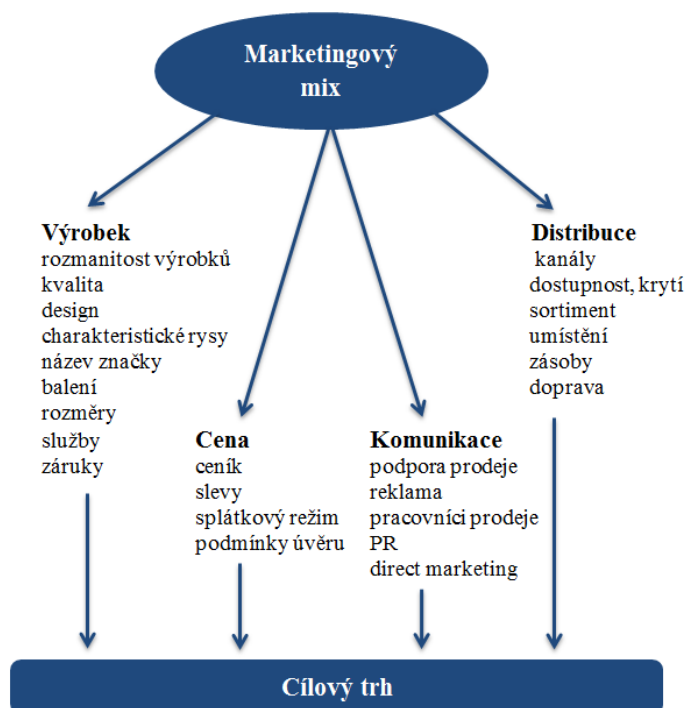 Marketingový
mix
Výrobek
rozmanitost výrobků
kvalita
design
charakteristické rysy
název značky
balení
rozměry
služby
záruky
Cena
ceník
slevy
splátkový režim
podmínky úvěru
Komunikace
podpora prodeje
reklama
pracovníci prodeje
PR
direct marketing
Distribuce
kanály
dostupnost, krytí
sortiment
umístění
zásoby
doprava
Cílový trh